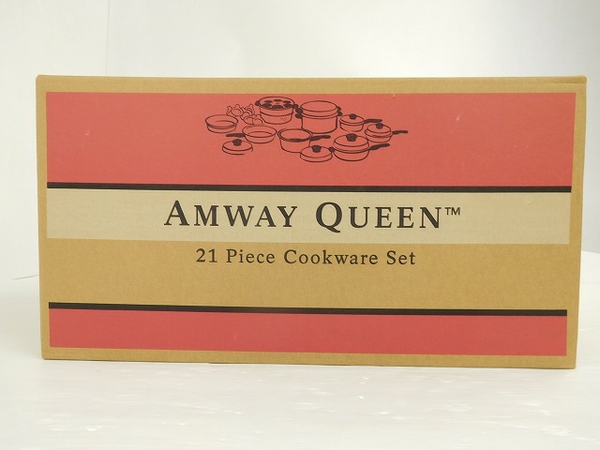 AMWAY QUEEN™
21 Piece Cookware Set